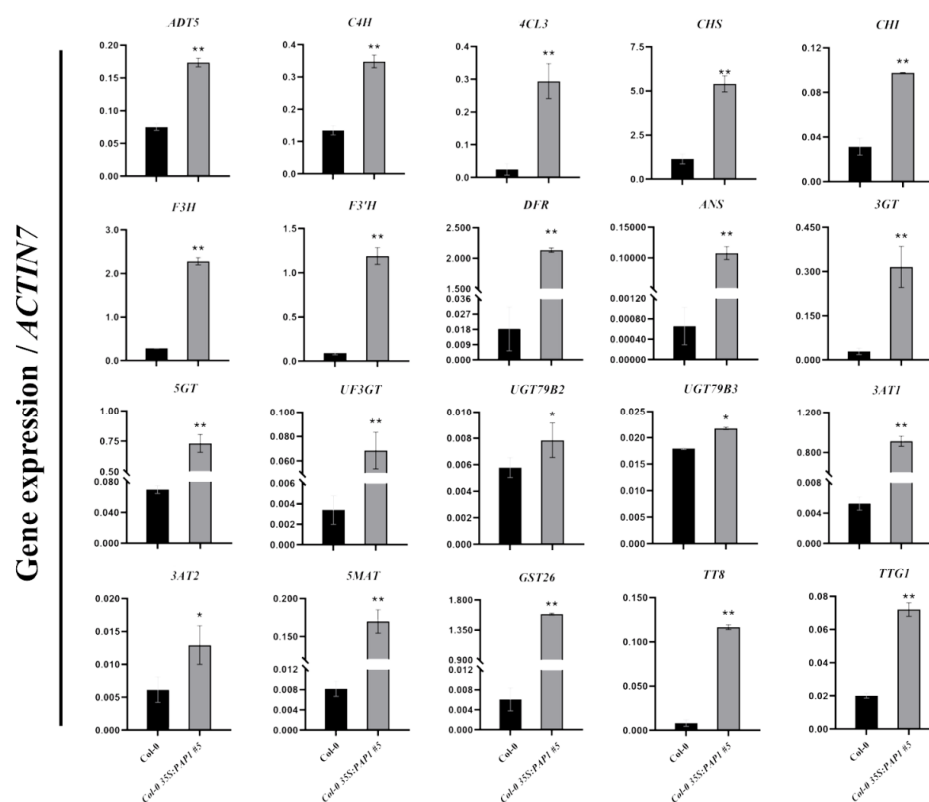 Gene expression / ACTIN7
ADT5 C4H 4CL3 CHS CHI
0.20 0.4 0.4 7.5 0.12
** ** ** ** **
0.15 0.3 0.3 5.0 0.08
0.10 0.2 0.2
0.05 0.1 0.1 2.5 0.04
0.00 0.0 0.0 0.0 0.00
F3H F3'H DFR ANS 3GT
3.0 1.5 2.500 0.15000 0.450
** ** ** ** **
2.0 1.0 2.000 0.10000 0.300
1.500
0.036 0.00120
1.0 0.5 0.018 0.00080 0.150
0.009 0.00040
0.0 0.0 0.000 0.00000 0.000
5GT UF3GT UGT79B2 UGT79B3 3AT1
1.00 0.100 0.010 0.025 1.200
** ** * * **
0.75 0.080 0.008 0.020
0.50 0.060 0.006 0.015 0.800
0.080 0.006 0.015
0.040 0.004 0.004 0.010 0.010
0.002 0.002 0.005 0.005
0.000 0.000 0.000 0.000 0.000
3AT2 5MAT GST26 TT8 TTG1
0.020 0.200 1.800 0.150 0.08
* ** ** ** **
0.015 0.150 1.350 0.100 0.06
0.900
0.010 0.012 0.012 0.04
0.008 0.008 0.050
0.005 0.004 0.004 0.02
0.000 0.000 0.000 0.000 0.00
Col-0 Col-0 35S:PAP1 #5 Col-0 Col-0 35S:PAP1 #5 Col-0 Col-0 35S:PAP1 #5 Col-0 Col-0 35S:PAP1 #5 Col-0 Col-0 35S:PAP1 #5